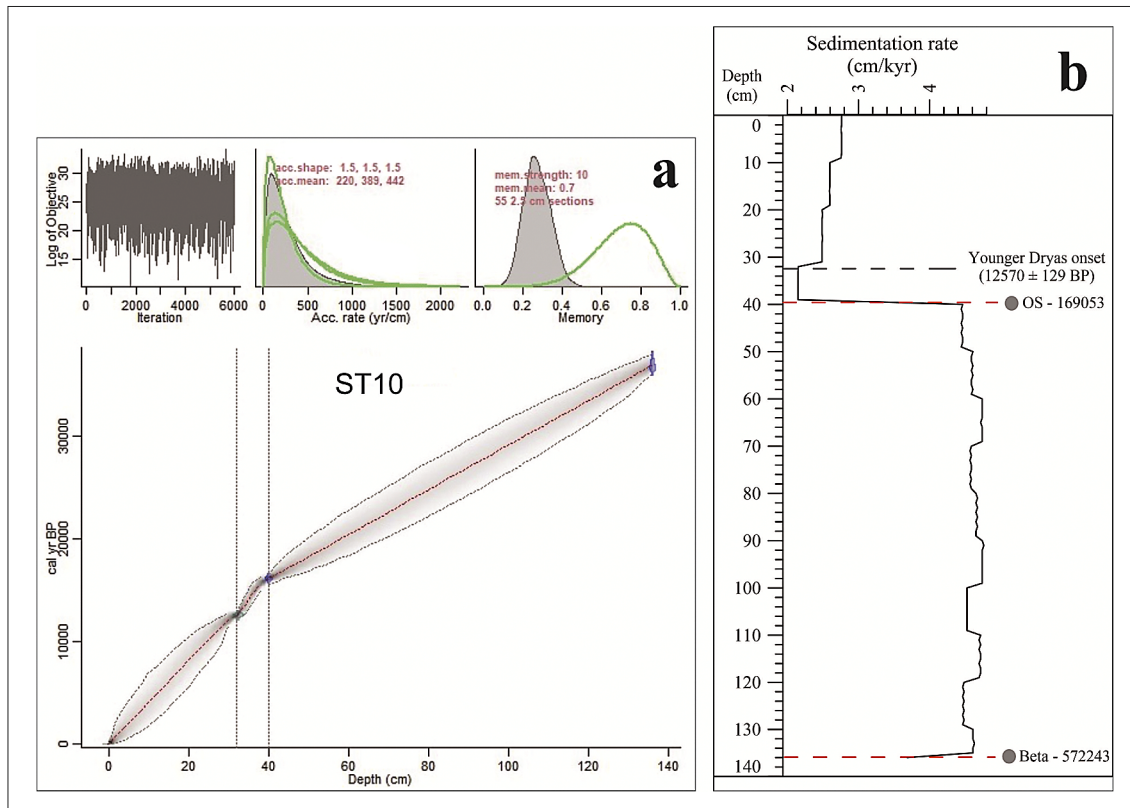 a
Log of Objective
15
20
25
30
0
1000
2000
3000
4000
5000
6000
Iteration
acc.shape: 1.5, 1.5, 1.5
acc.mean: 220, 389, 442
0
500
1000
1500
2000
Acc. rate (yr/cm)
mem.strength: 10
mem.mean: 0.7
55 2.5 cm sections
0.0
0.2
0.4
0.6
0.8
1.0
Memory
ST10
cal yr BP
0
10000
20000
30000
0
20
40
60
80
100
120
140
Depth (cm)
b
Sedimentation rate
(cm/kyr)
Depth
(cm)
2
3
4
0
10
20
30
40
50
60
70
80
90
100
110
120
130
140
Younger Dryas onset
(12570 ± 129 BP)
OS - 169053
Beta - 572243